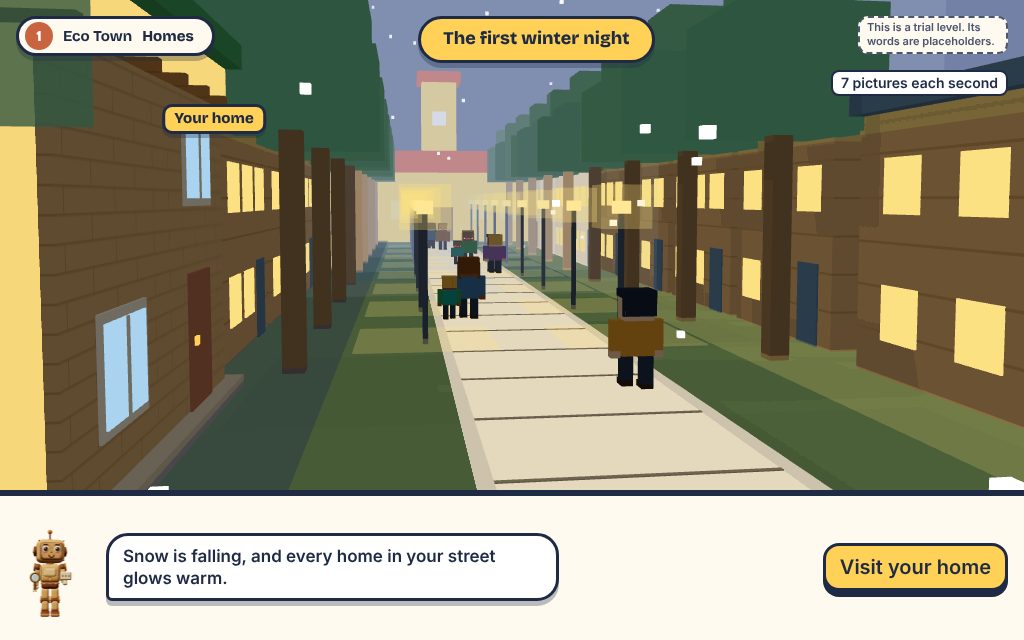 1 Eco Town Homes
The first winter night
This is a trial level. Its
words are placeholders.
7 pictures each second
Your home
Snow is falling, and every home in your street
glows warm.
Visit your home